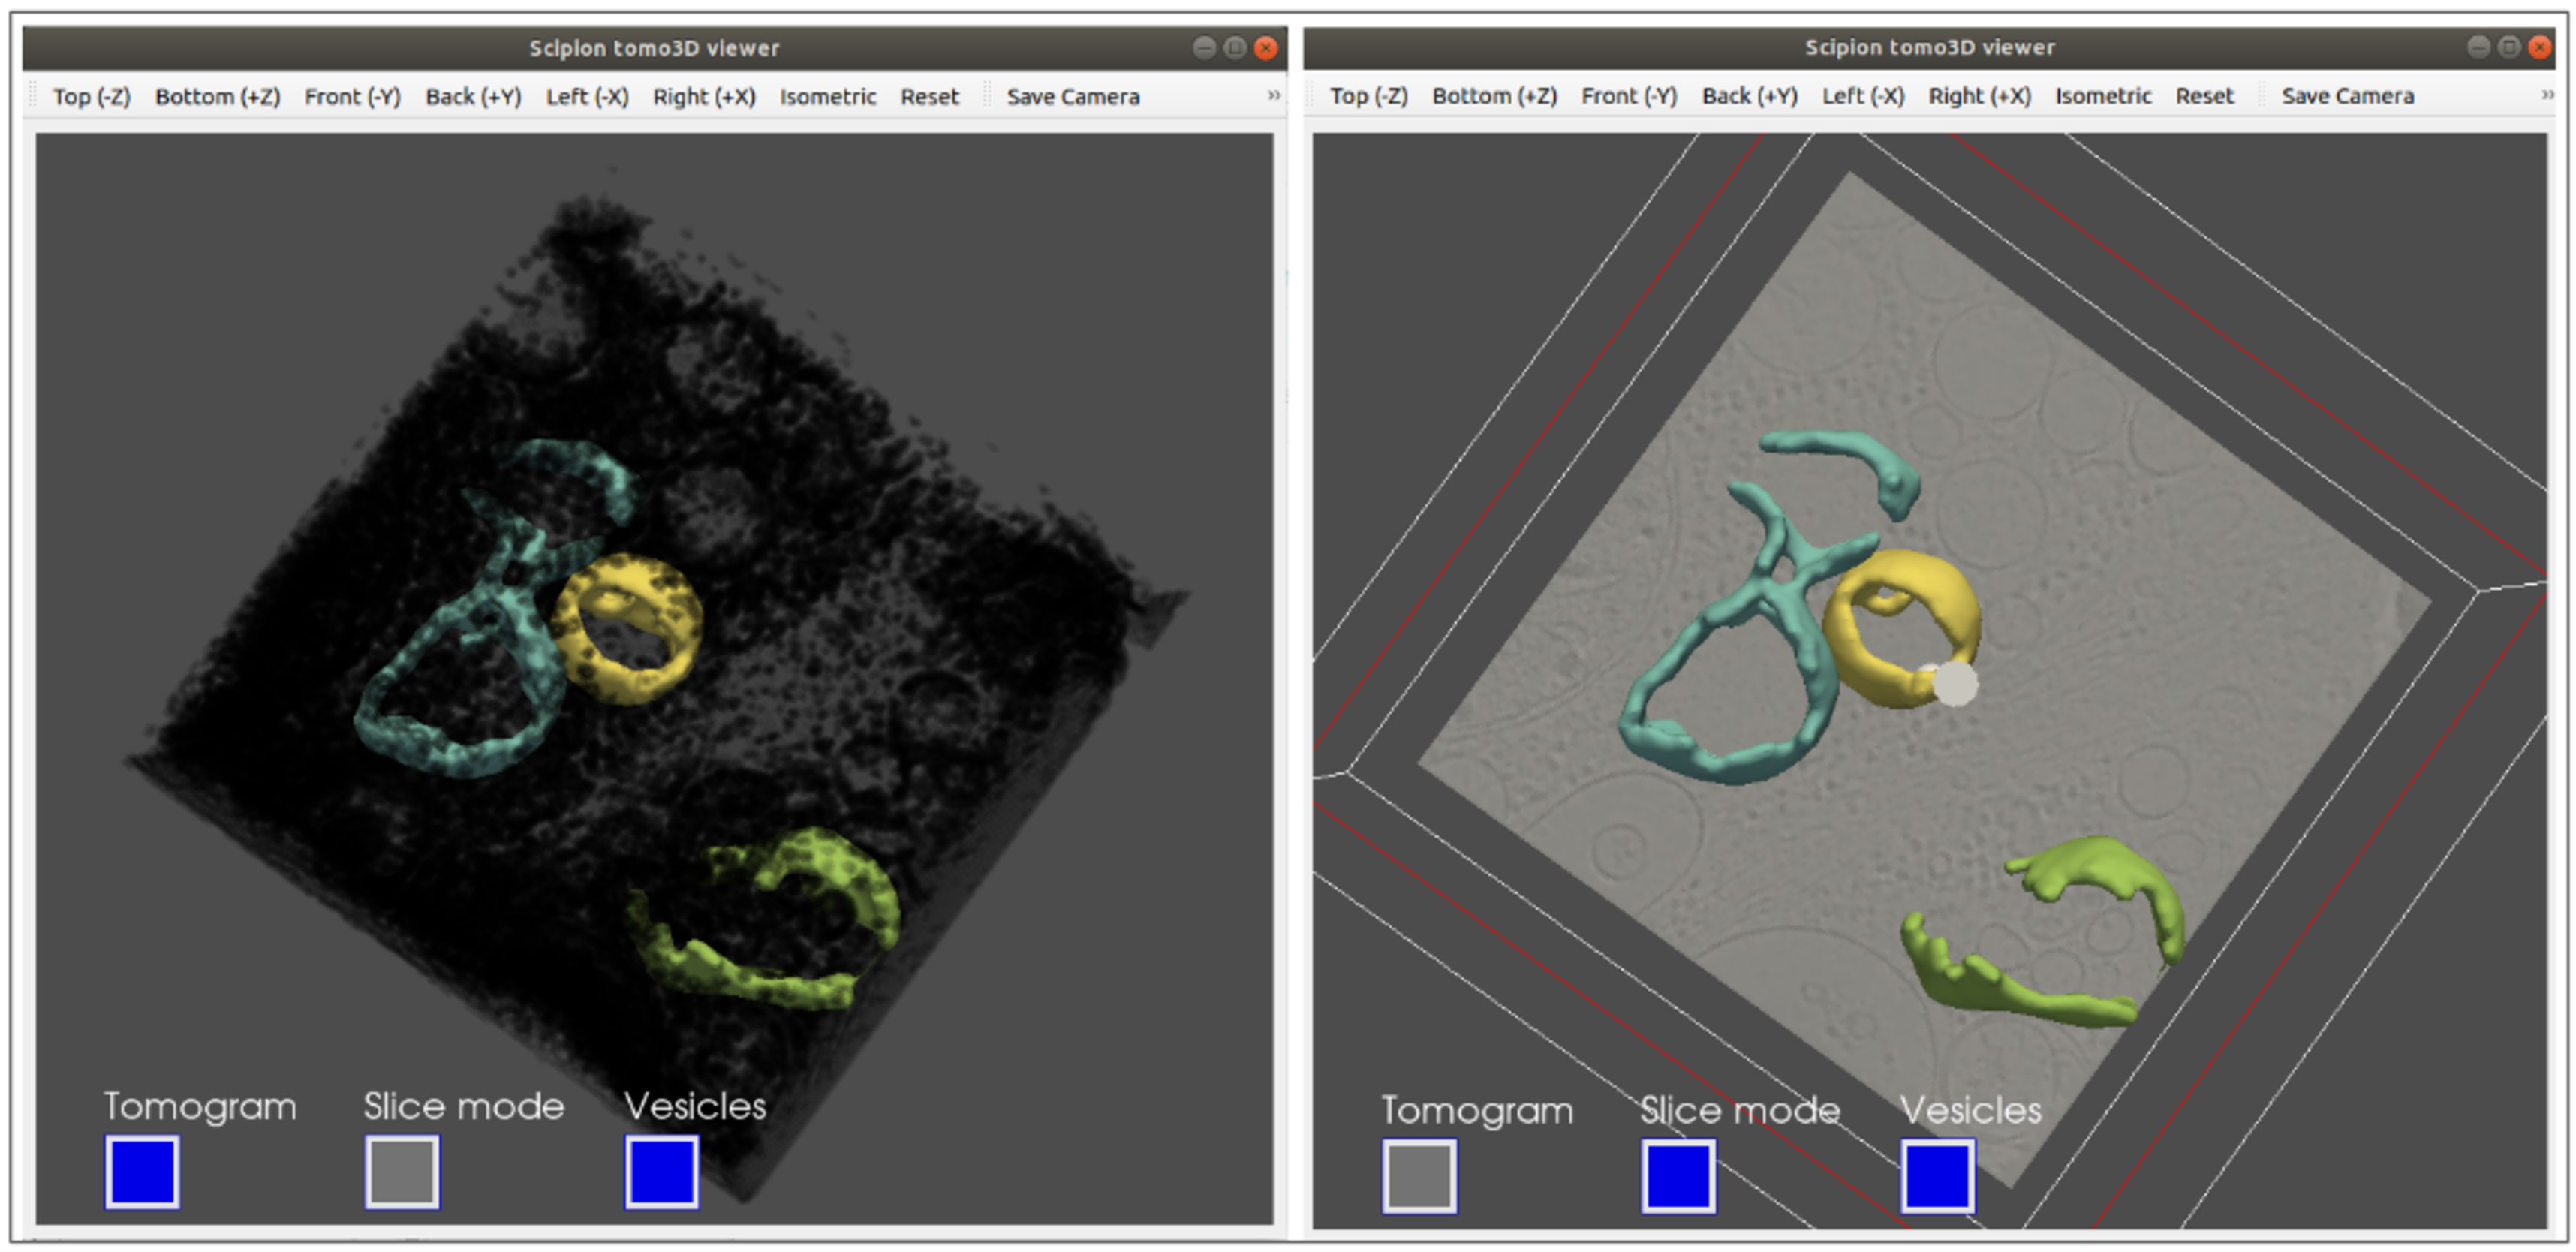 Scipion tomo3D viewer
Top (-Z) Bottom (+Z) Front (-Y) Back (+Y) Left (-X) Right (+X) Isometric Reset Save Camera »
Tomogram Slice mode Vesicles
Scipion tomo3D viewer
Top (-Z) Bottom (+Z) Front (-Y) Back (+Y) Left (-X) Right (+X) Isometric Reset Save Camera »
Tomogram Slice mode Vesicles